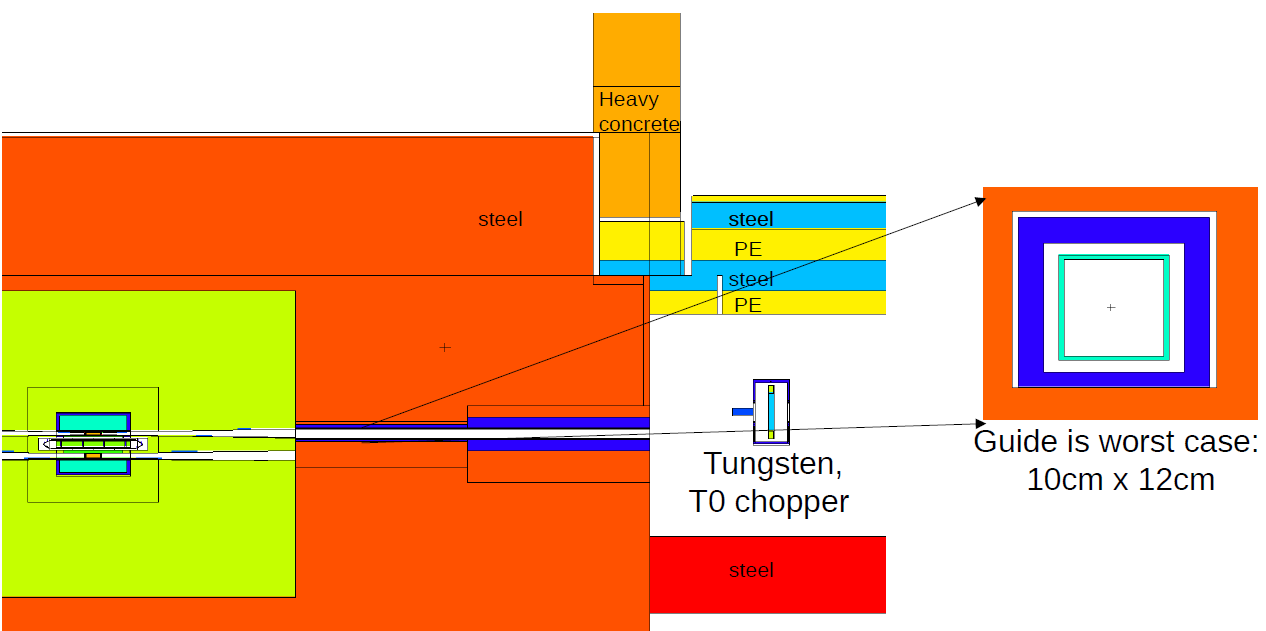 Heavy
concrete
steel
steel
PE
steel
PE
Tungsten,
T0 chopper
Guide is worst case:
10cm x 12cm
steel